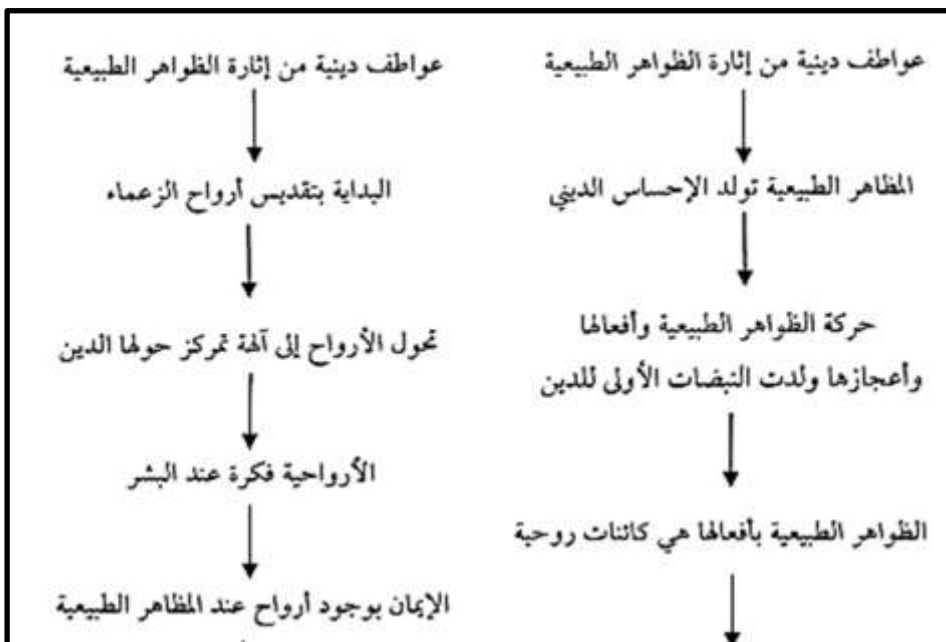 عواطف دينية من إثارة الظواهر الطبيعية
المظاهر الطبيعية تولد الإحساس الديني
حركة الظواهر الطبيعية وأفعالها
وأعجازها ولدت النبضات الأولى للدين
الظواهر الطبيعية بأفعالها هي كائنات روحية
عواطف دينية من إثارة الظواهر الطبيعية
البداية بتقديس أرواح الزعماء
تحول الأرواح إلى آلهة تمركز حولها الدين
الأرواحية فكرة عند البشر
الإيمان بوجود أرواح عند المظاهر الطبيعية